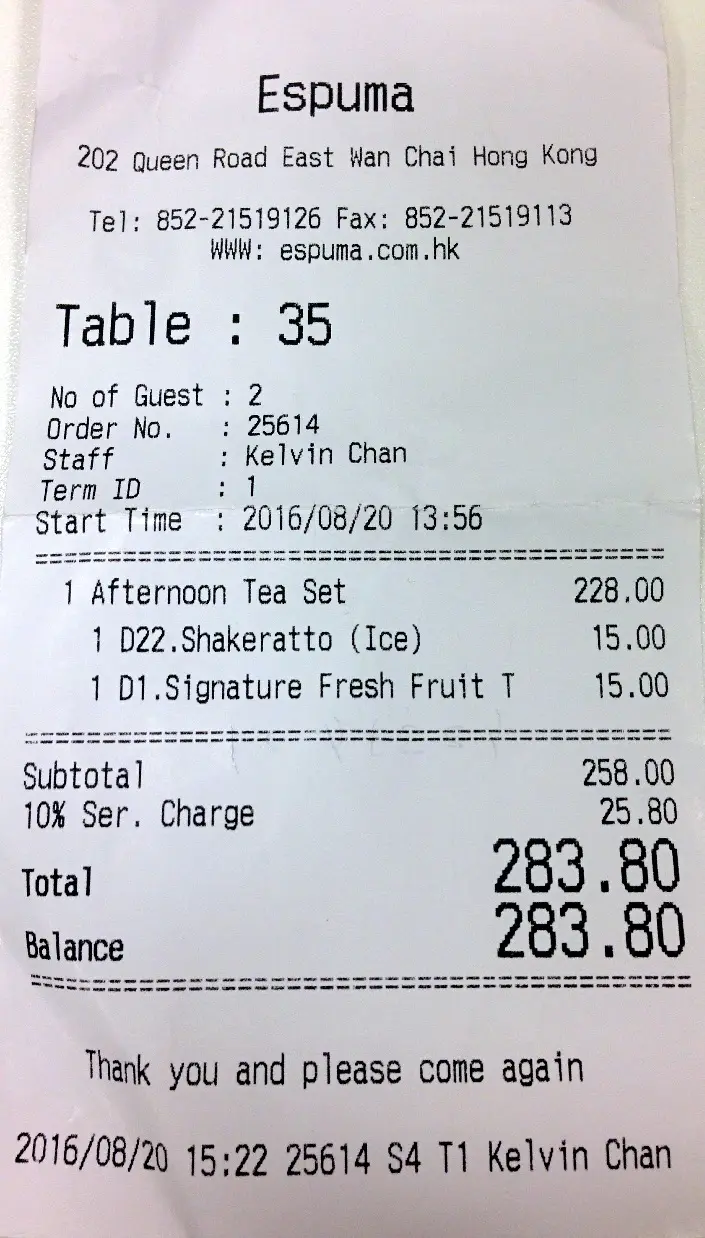 Espuma
202 Queen Road East Wan Chai Hong Kong
Tel: 852-21519126 Fax: 852-21519113
WWW: espuma.com.hk
Table : 35
No of Guest : 2
Order No. : 25614
Staff : Kelvin Chan
Term ID : 1
Start Time : 2016/08/20 13:56
1 Afternoon Tea Set 228.00
1 D22.Shakeratto (Ice) 15.00
1 D1.Signature Fresh Fruit T 15.00
Subtotal 258.00
10% Ser. Charge 25.80
Total 283.80
Balance 283.80
Thank you and please come again
2016/08/20 15:22 25614 S4 T1 Kelvin Chan